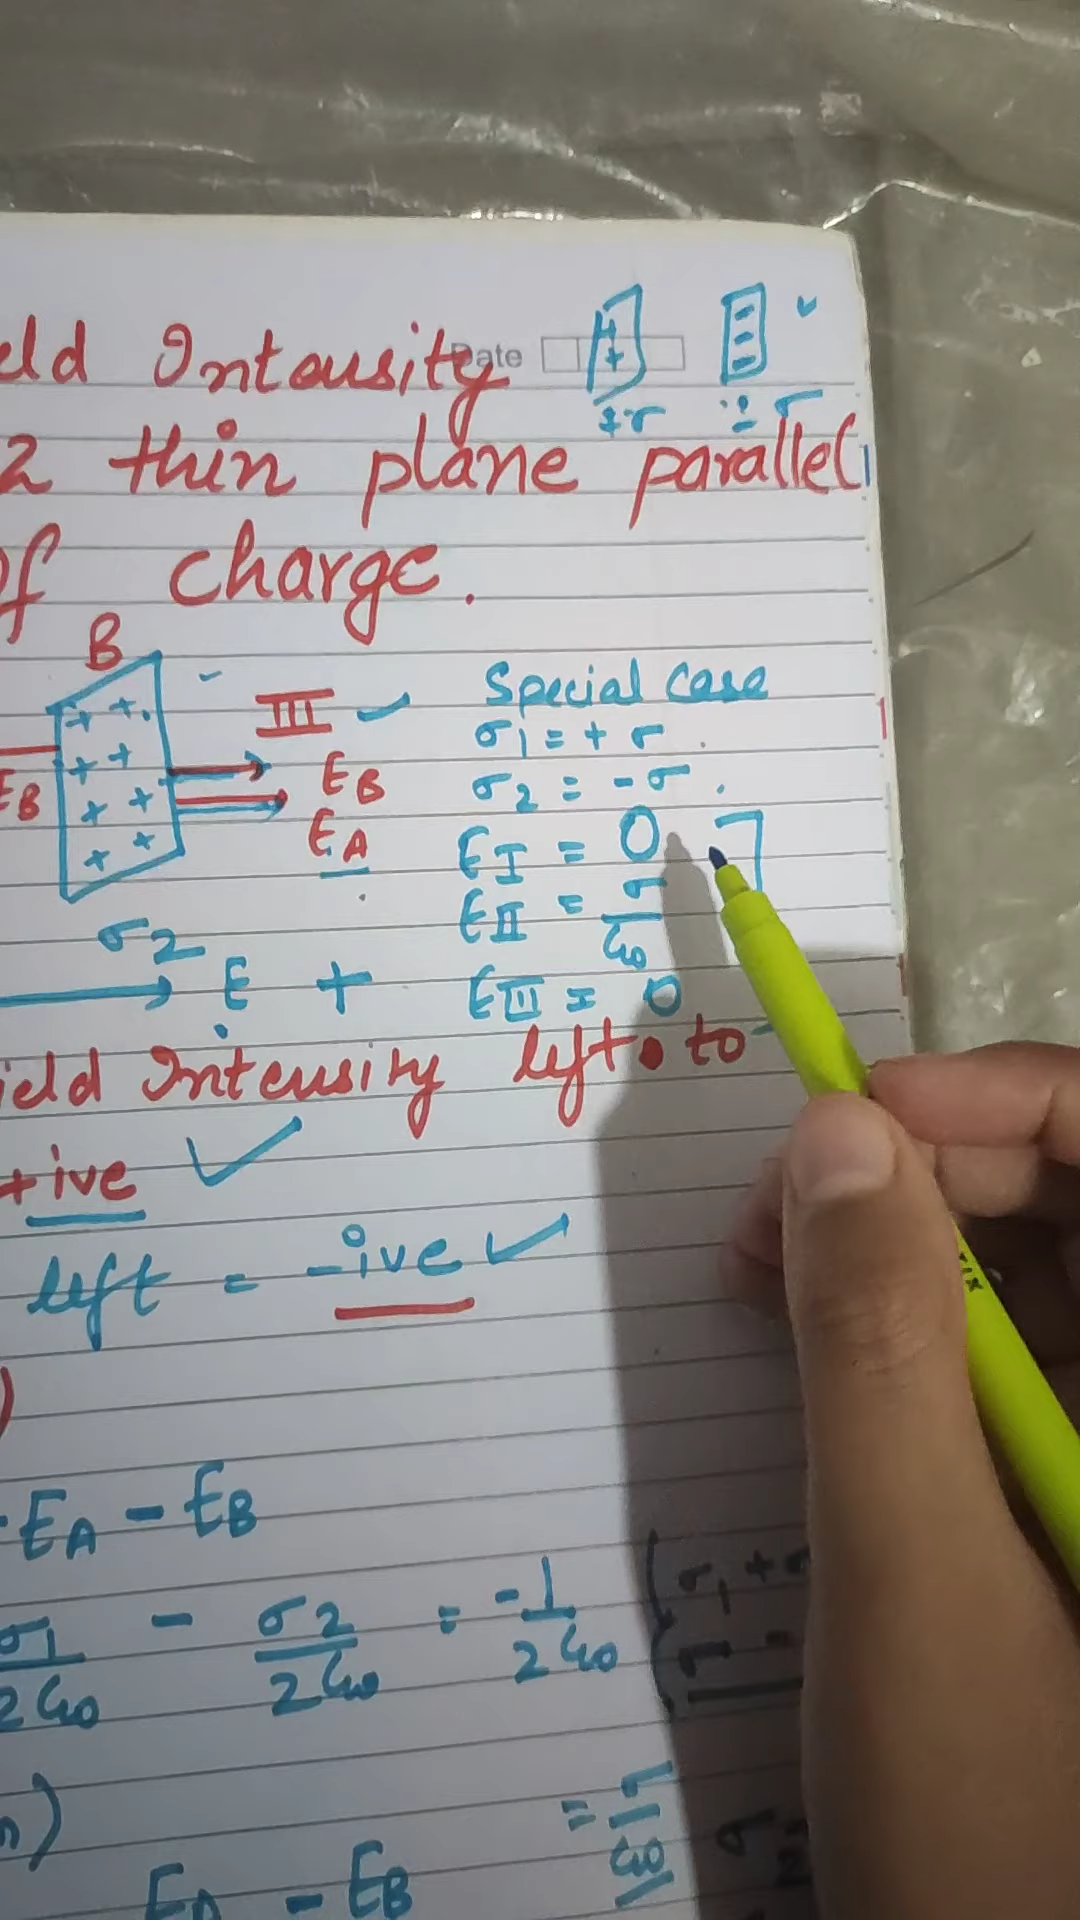 eld Intensity
Date
+σ -σ
2 thin plane parallel
of charge.
B
III
Special Case
σ1 = + σ
EB
EB
σ2 = - σ
EA
EI = 0
EII = σ/ε0
σ2
E +
EIII = 0
ield Intensity left to
+ive
left = -ive
)
EA - EB
σ1/2ε0 - σ2/2ε0 = -1/2ε0 (σ1 +
n)
= σ/ε0
EA - EB